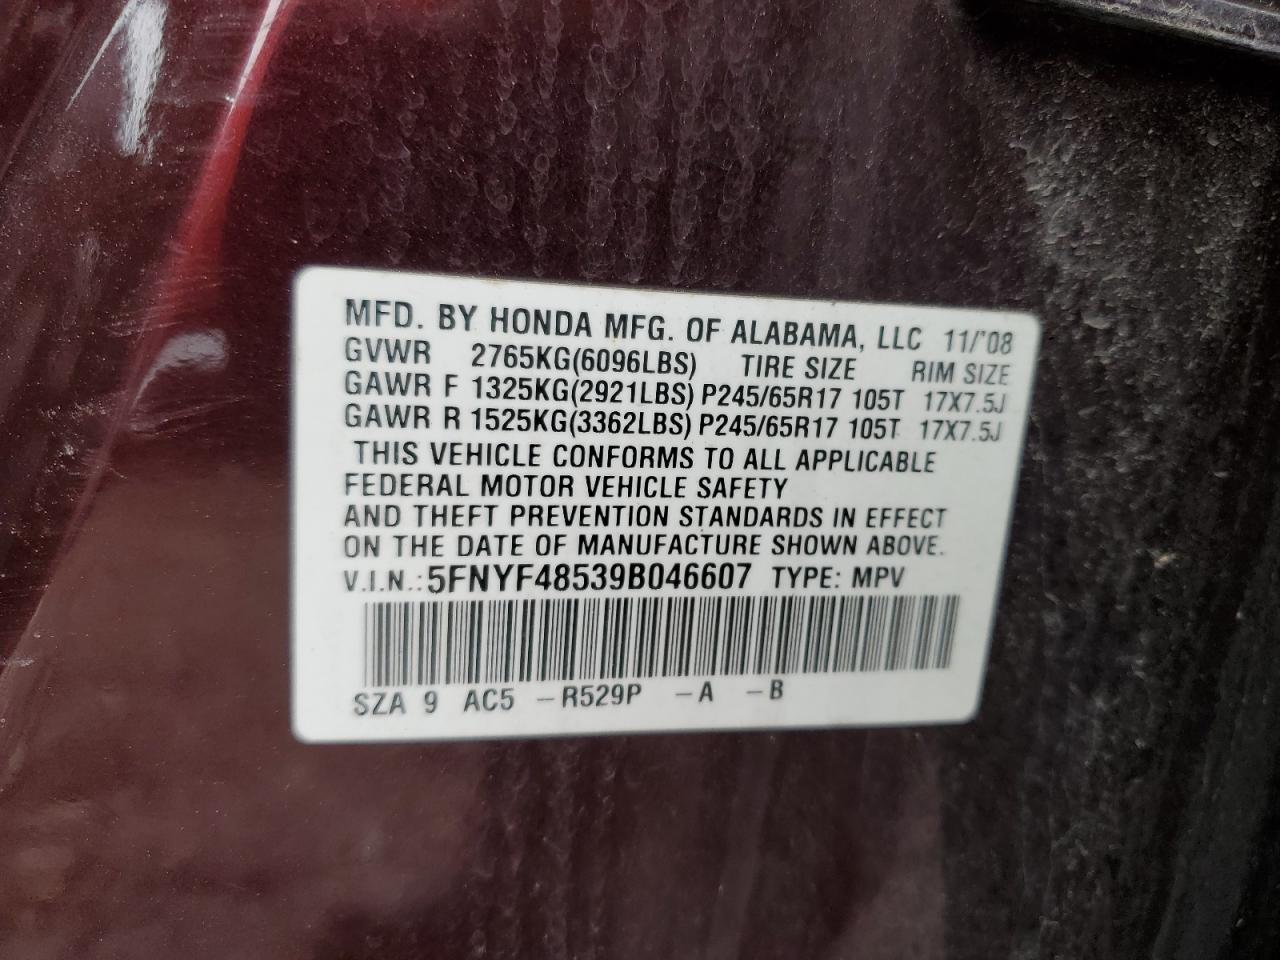 MFD. BY HONDA MFG. OF ALABAMA, LLC 11/'08
GVWR 2765KG(6096LBS) TIRE SIZE RIM SIZE
GAWR F 1325KG(2921LBS) P245/65R17 105T 17X7.5J
GAWR R 1525KG(3362LBS) P245/65R17 105T 17X7.5J
THIS VEHICLE CONFORMS TO ALL APPLICABLE
FEDERAL MOTOR VEHICLE SAFETY
AND THEFT PREVENTION STANDARDS IN EFFECT
ON THE DATE OF MANUFACTURE SHOWN ABOVE.
V.I.N.: 5FNYF48539B046607 TYPE: MPV
SZA 9 AC5 -R529P -A -B